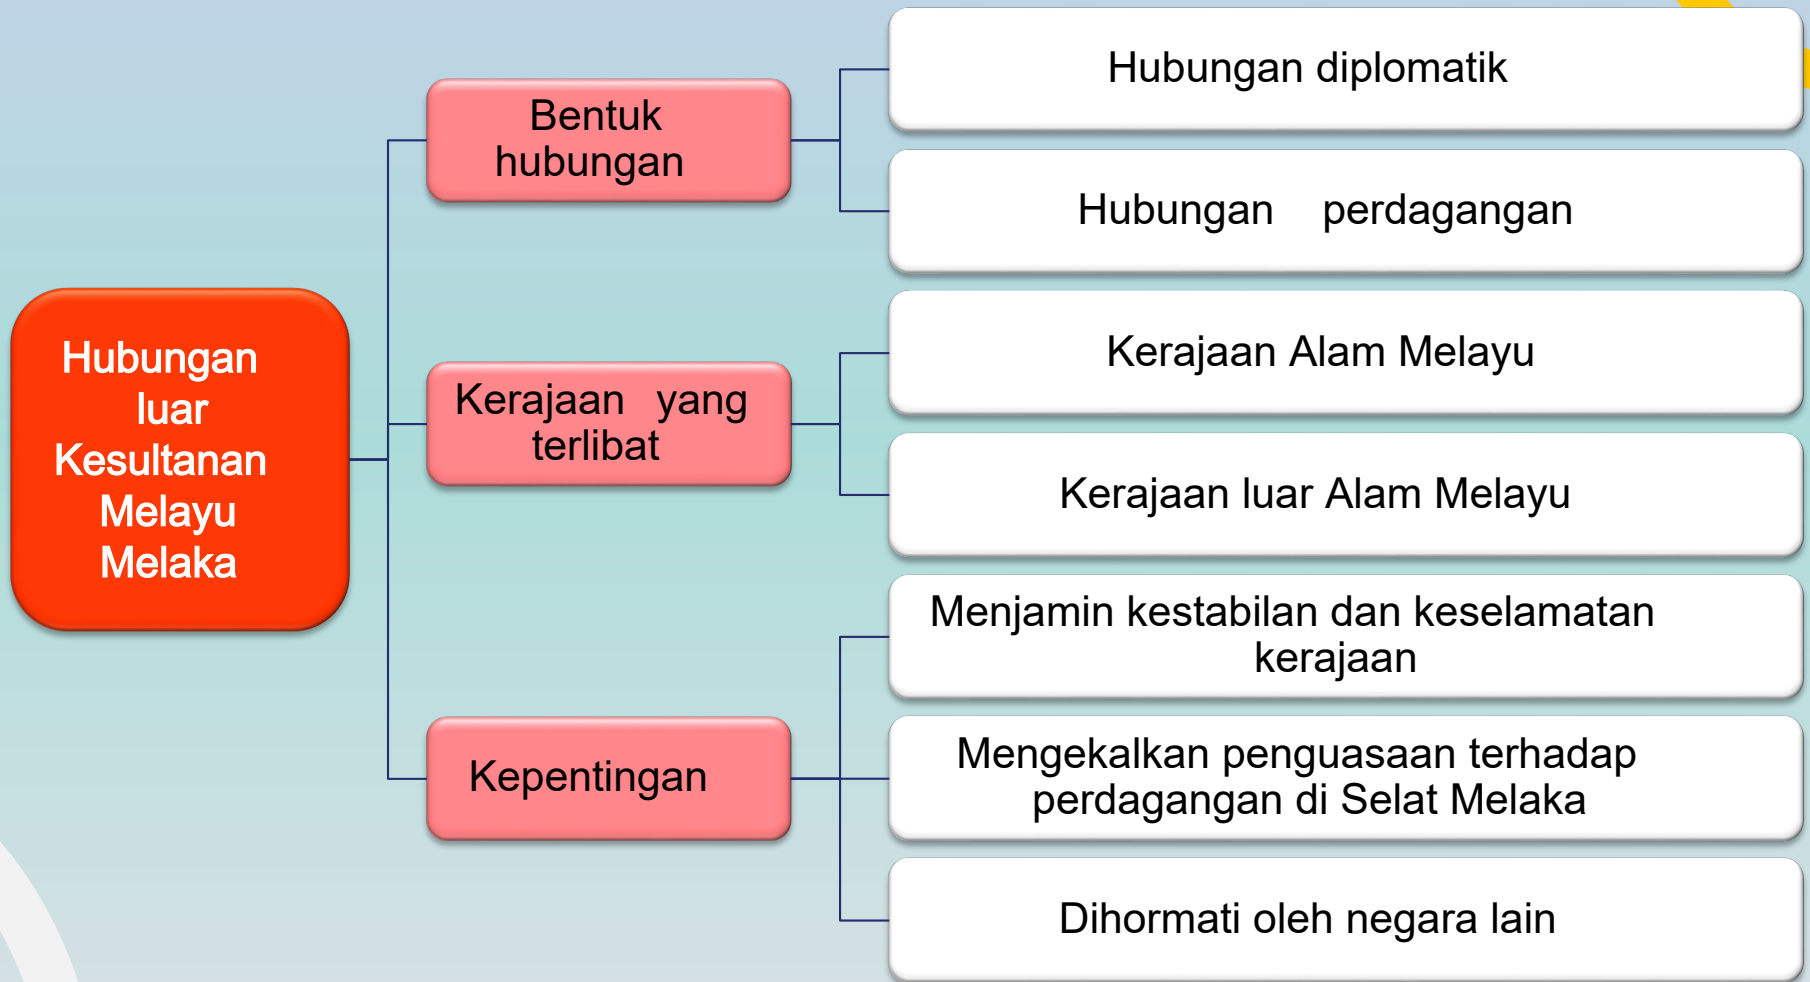 Hubungan
luar
Kesultanan
Melayu
Melaka
Bentuk
hubungan
Hubungan diplomatik
Hubungan perdagangan
Kerajaan yang
terlibat
Kerajaan Alam Melayu
Kerajaan luar Alam Melayu
Kepentingan
Menjamin kestabilan dan keselamatan
kerajaan
Mengekalkan penguasaan terhadap
perdagangan di Selat Melaka
Dihormati oleh negara lain